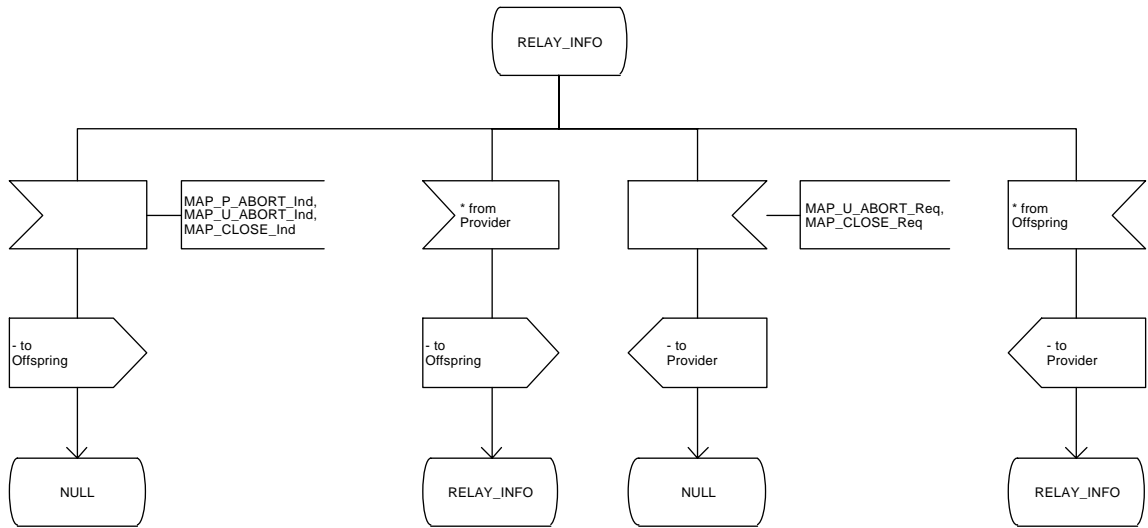 RELAY_INFO
MAP_P_ABORT_Ind,
MAP_U_ABORT_Ind,
MAP_CLOSE_Ind
* from
Provider
MAP_U_ABORT_Req,
MAP_CLOSE_Req
* from
Offspring
- to
Offspring
- to
Offspring
- to
Provider
- to
Provider
NULL
RELAY_INFO
NULL
RELAY_INFO